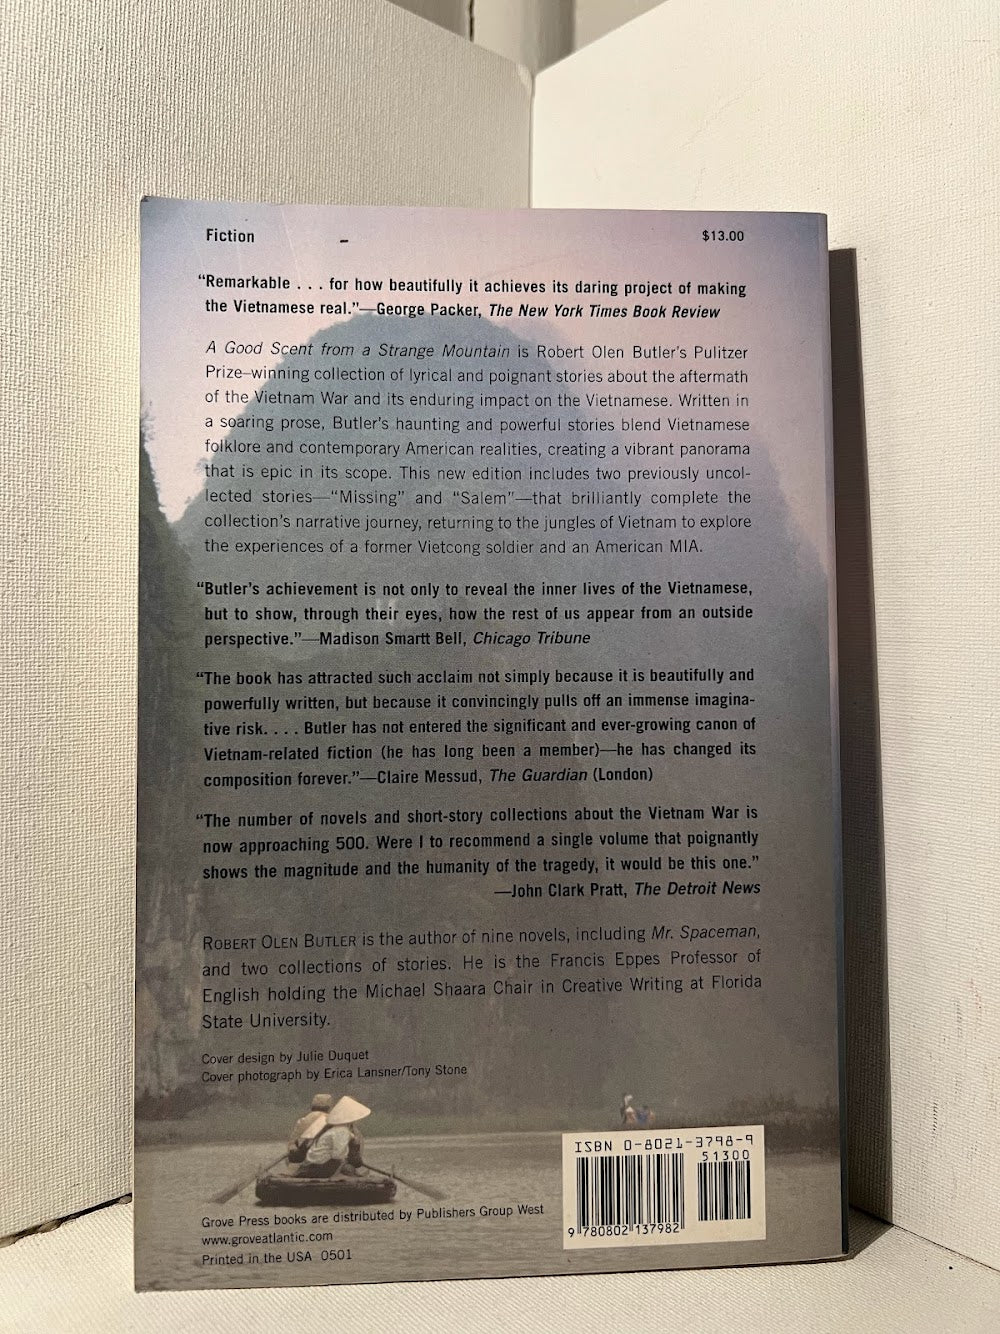 Fiction
$13.00
“Remarkable . . . for how beautifully it achieves its daring project of making
the Vietnamese real.”—George Packer, The New York Times Book Review
A Good Scent from a Strange Mountain is Robert Olen Butler’s Pulitzer
Prize–winning collection of lyrical and poignant stories about the aftermath
of the Vietnam War and its enduring impact on the Vietnamese. Written in
a soaring prose, Butler’s haunting and powerful stories blend Vietnamese
folklore and contemporary American realities, creating a vibrant panorama
that is epic in its scope. This new edition includes two previously uncol-
lected stories—“Missing” and “Salem”—that brilliantly complete the
collection’s narrative journey, returning to the jungles of Vietnam to explore
the experiences of a former Vietcong soldier and an American MIA.
“Butler’s achievement is not only to reveal the inner lives of the Vietnamese,
but to show, through their eyes, how the rest of us appear from an outside
perspective.”—Madison Smartt Bell, Chicago Tribune
“The book has attracted such acclaim not simply because it is beautifully and
powerfully written, but because it convincingly pulls off an immense imagina-
tive risk. . . . Butler has not entered the significant and ever-growing canon of
Vietnam-related fiction (he has long been a member)—he has changed its
composition forever.”—Claire Messud, The Guardian (London)
“The number of novels and short-story collections about the Vietnam War is
now approaching 500. Were I to recommend a single volume that poignantly
shows the magnitude and the humanity of the tragedy, it would be this one.”
—John Clark Pratt, The Detroit News
ROBERT OLEN BUTLER is the author of nine novels, including Mr. Spaceman,
and two collections of stories. He is the Francis Eppes Professor of
English holding the Michael Shaara Chair in Creative Writing at Florida
State University.
Cover design by Julie Duquet
Cover photograph by Erica Lansner/Tony Stone
ISBN 0-8021-3798-9
51300
9 780802 137982
Grove Press books are distributed by Publishers Group West
www.groveatlantic.com
Printed in the USA 0501